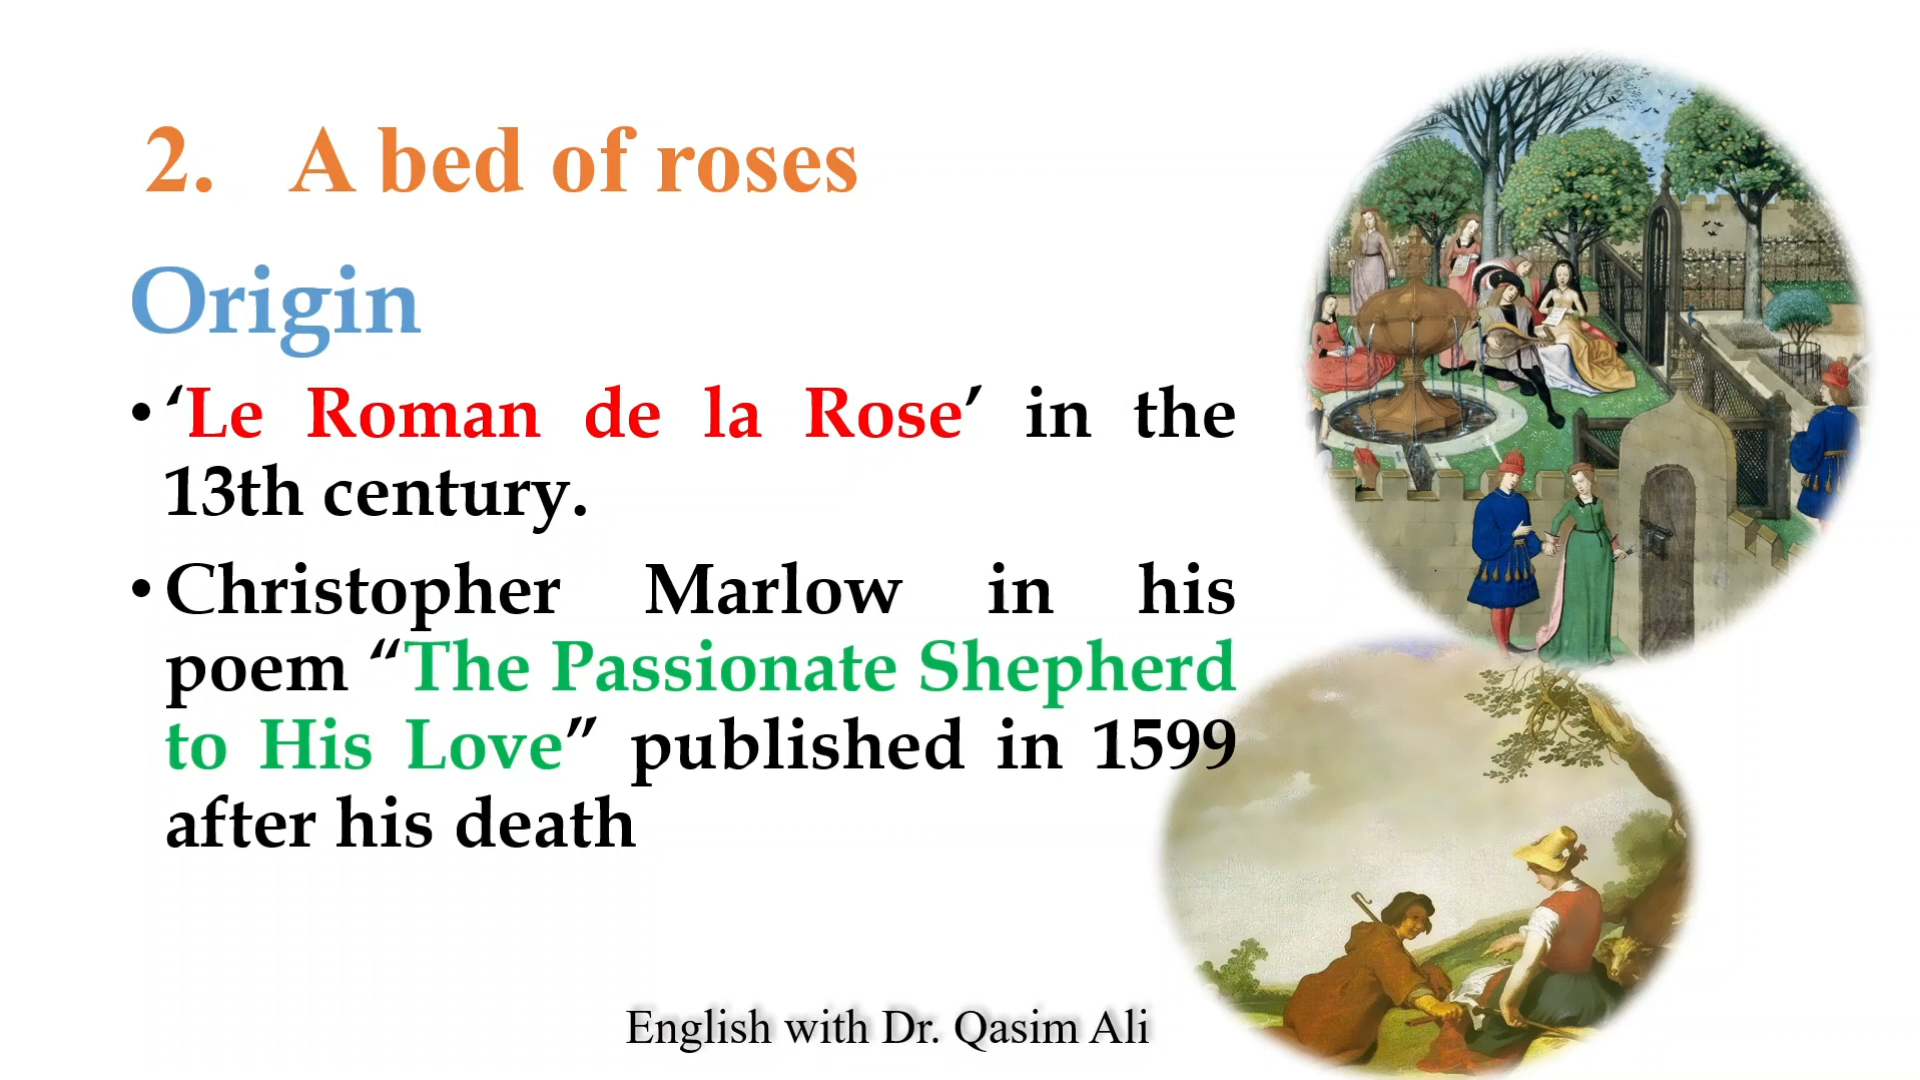 2. A bed of roses
Origin
• ‘Le Roman de la Rose’ in the
13th century.
• Christopher Marlow in his
poem “The Passionate Shepherd
to His Love” published in 1599
after his death
English with Dr. Qasim Ali